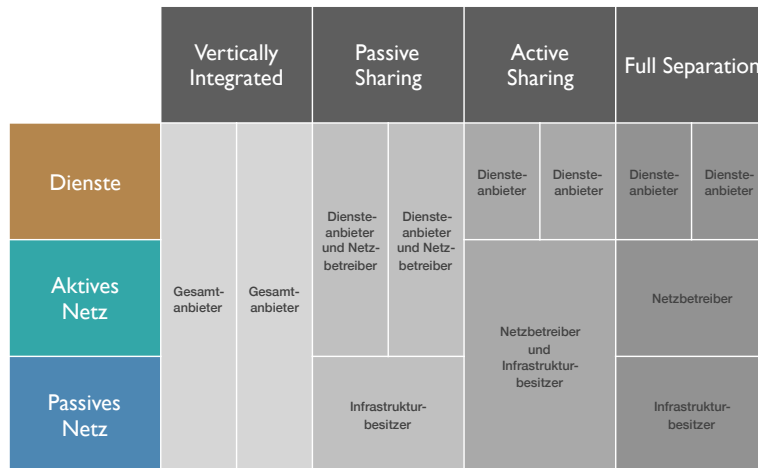 Vertically
Integrated
Passive
Sharing
Active
Sharing
Full Separation
Dienste
Dienste-
anbieter
Dienste-
anbieter
Dienste-
anbieter
Dienste-
anbieter
Dienste-
anbieter
und Netz-
betreiber
Dienste-
anbieter
und Netz-
betreiber
Aktives
Netz
Gesamt-
anbieter
Gesamt-
anbieter
Netzbetreiber
und
Infrastruktur-
besitzer
Netzbetreiber
Passives
Netz
Infrastruktur-
besitzer
Infrastruktur-
besitzer